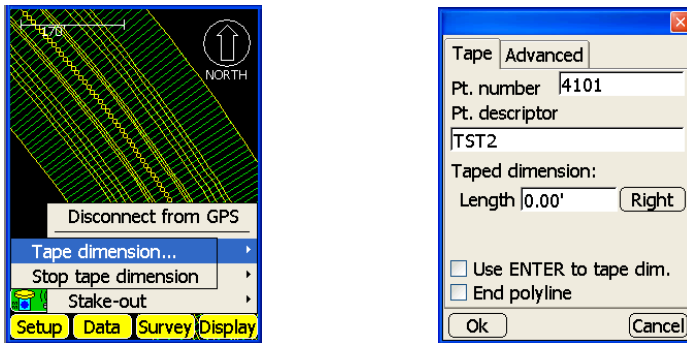 170
NORTH
Disconnect from GPS
Tape dimension...
Stop tape dimension
Stake-out
Setup Data Survey Display
Tape Advanced
Pt. number 4101
Pt. descriptor
TST2
Taped dimension:
Length 0.00' Right
Use ENTER to tape dim.
End polyline
Ok Cancel